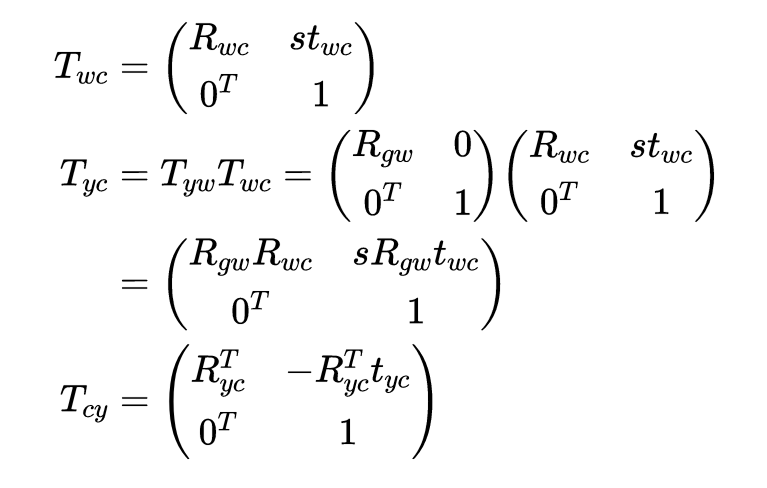 T_{wc} = \begin{pmatrix} R_{wc} & st_{wc} \\ 0^T & 1 \end{pmatrix}
T_{yc} = T_{yw}T_{wc} = \begin{pmatrix} R_{gw} & 0 \\ 0^T & 1 \end{pmatrix} \begin{pmatrix} R_{wc} & st_{wc} \\ 0^T & 1 \end{pmatrix}
= \begin{pmatrix} R_{gw}R_{wc} & sR_{gw}t_{wc} \\ 0^T & 1 \end{pmatrix}
T_{cy} = \begin{pmatrix} R_{yc}^T & -R_{yc}^T t_{yc} \\ 0^T & 1 \end{pmatrix}